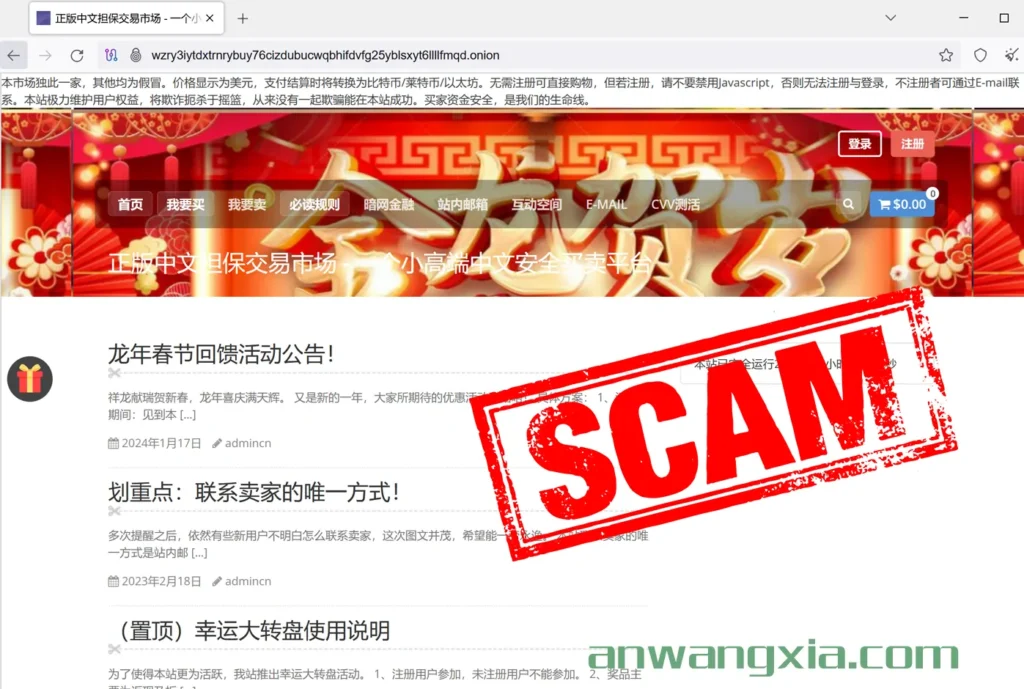 正版中文担保交易市场 - 一个小
wzry3iytdxtrnrybuy76cizdubucwqbhifdvfg25yblsxyt6llllfmqd.onion
本市场独此一家，其他均为假冒。价格显示为美元，支付结算时将转换为比特币/莱特币/以太坊。无需注册可直接购物，但若注册，请不要禁用Javascript，否则无法注册与登录，不注册者可通过E-mail联
系。本站极力维护用户权益，将欺诈扼杀于摇篮，从来没有一起欺骗能在本站成功。买家资金安全，是我们的生命线。
登录 注册
金龙贺岁
首页 我要买 我要卖 必读规则 暗网金融 站内邮箱 互动空间 E-MAIL CVV测活 $0.00 0
正版中文担保交易市场 - 一个小高端中文安全买卖平台
龙年春节回馈活动公告！
本站已安全运行
祥龙献瑞贺新春，龙年喜庆满天辉。 又是新的一年，大家所期待的优惠活动
期间：见到本 [...]
2024年1月17日 admincn
SCAM
划重点：联系卖家的唯一方式！
多次提醒之后，依然有些新用户不明白怎么联系卖家，这次图文并茂，希望能一 卖家的唯
一方式是站内邮 [...]
2023年2月18日 admincn
（置顶）幸运大转盘使用说明
为了使得本站更为活跃，我站推出幸运大转盘活动。 1、注册用户参加，未注册用户不能参加。 2、奖品主
anwangxia.com